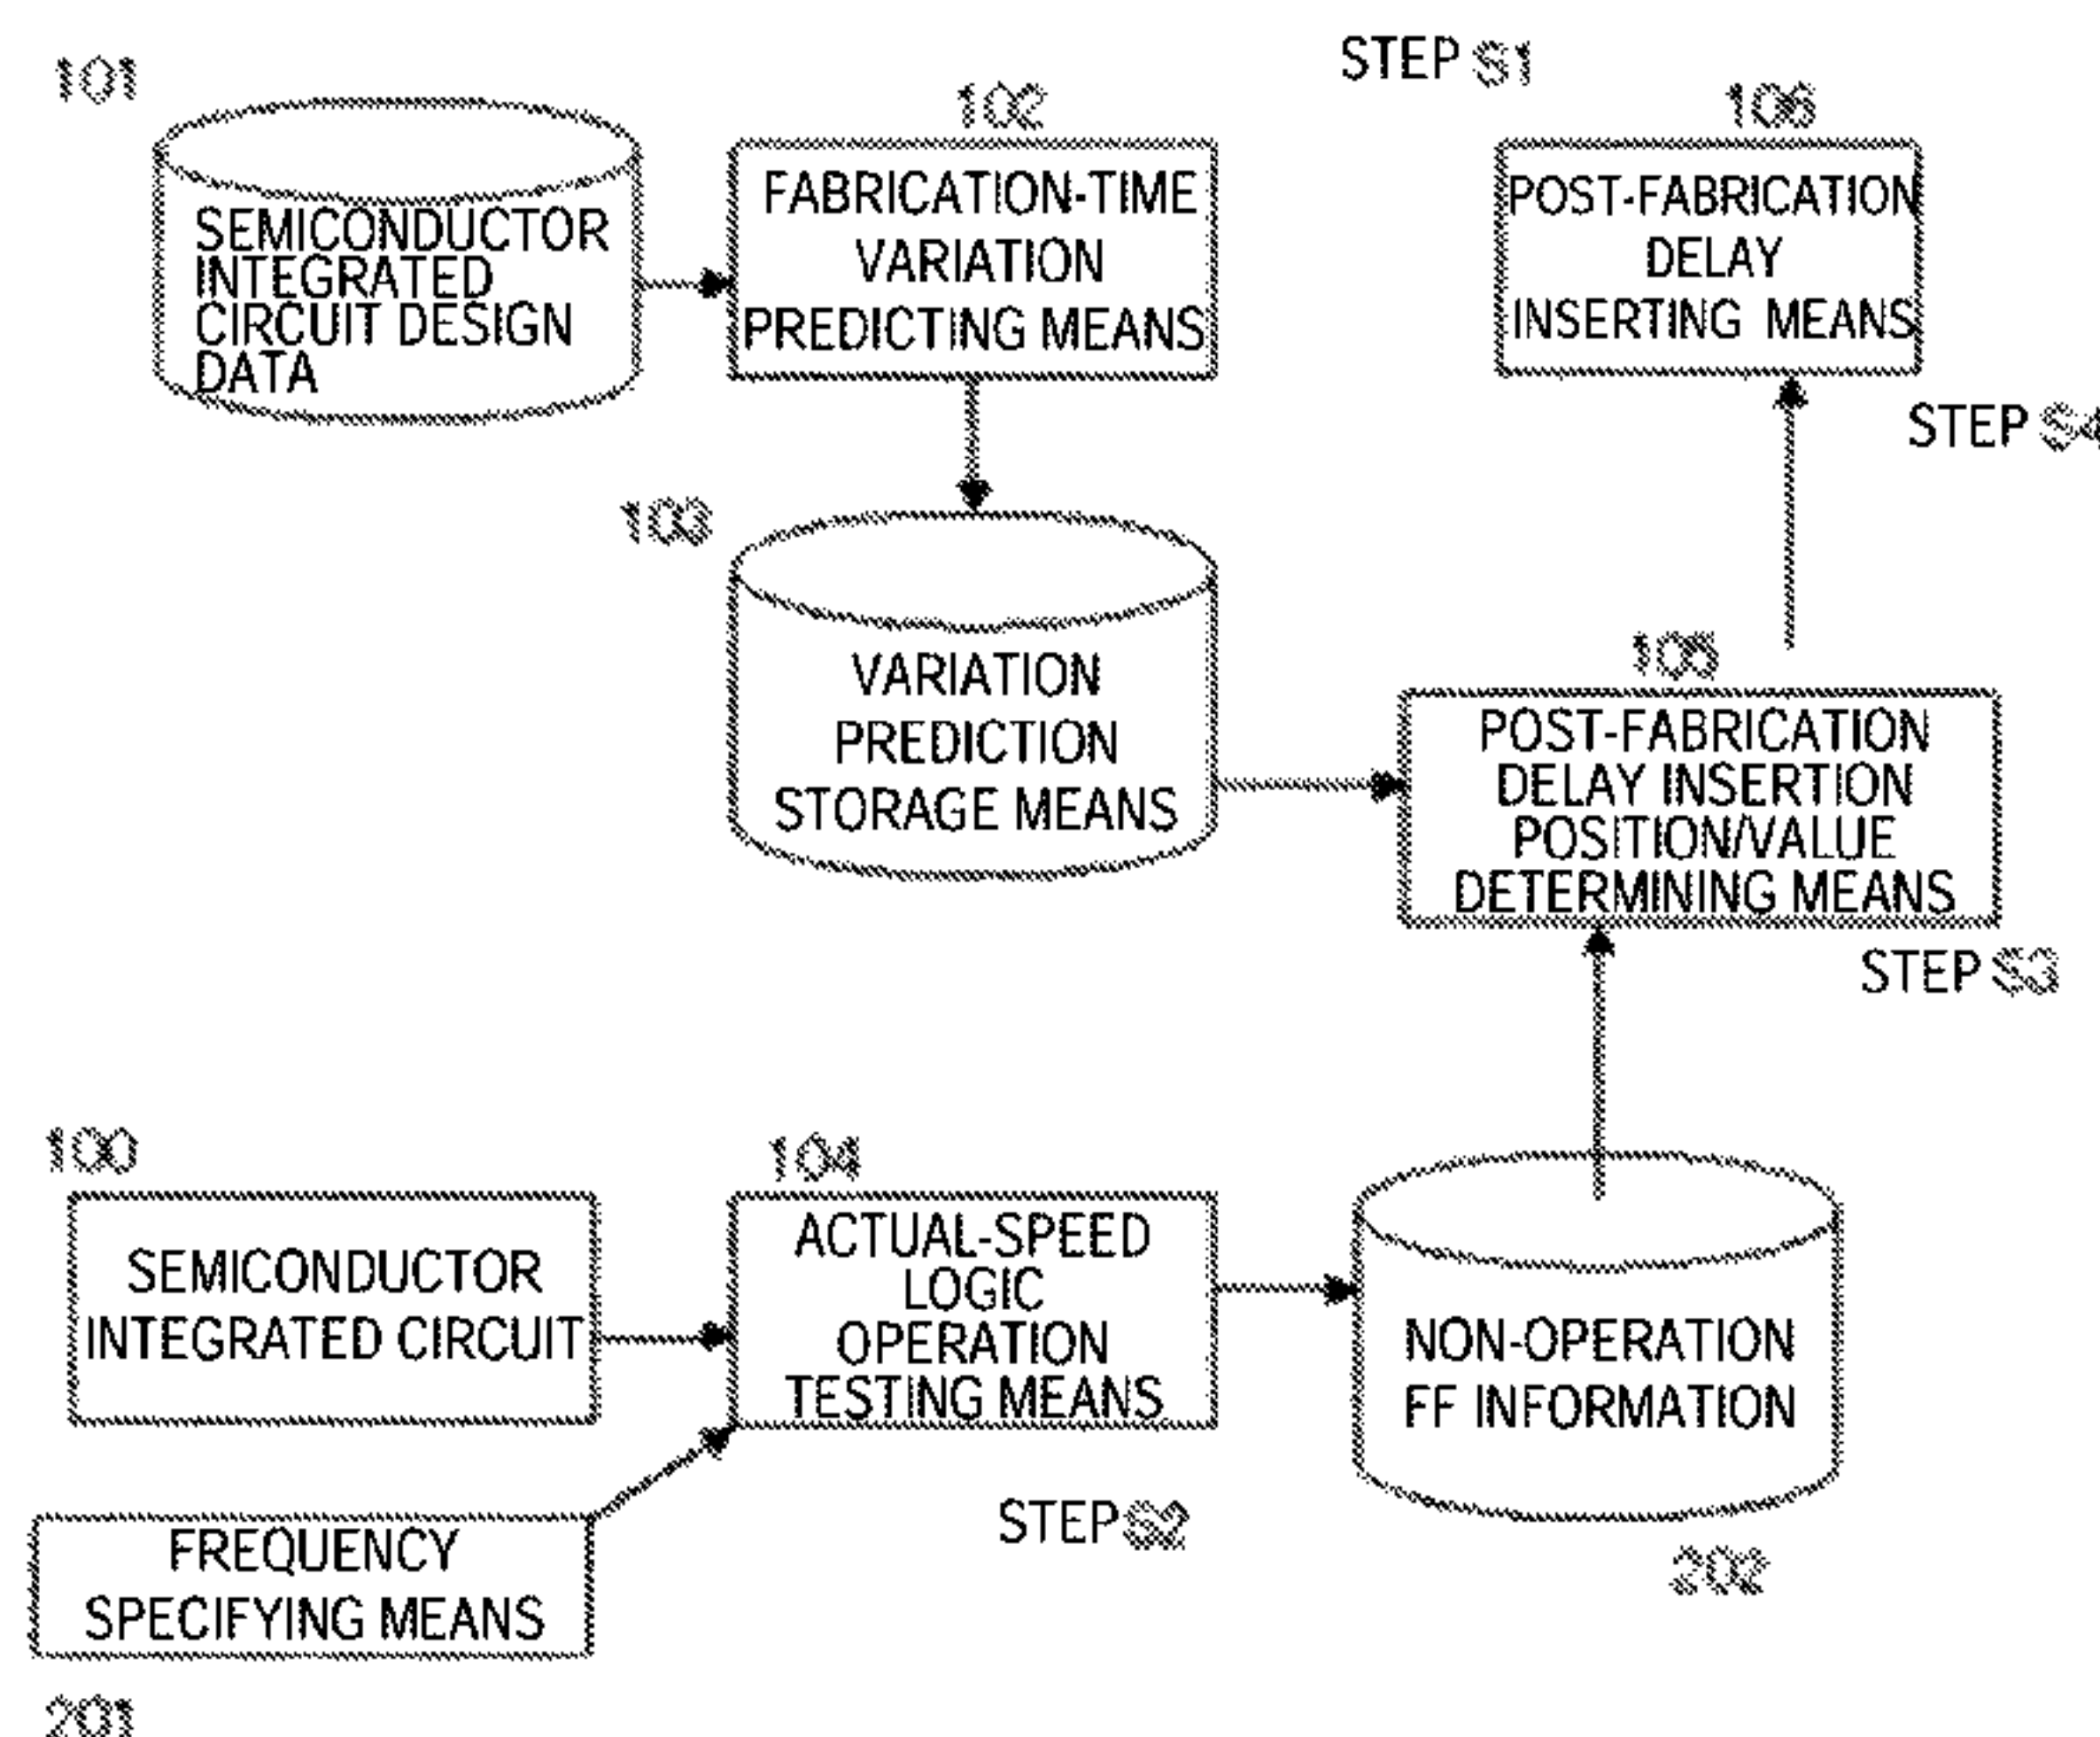 STEP S1
101
102
106
SEMICONDUCTOR
INTEGRATED
CIRCUIT DESIGN
DATA
FABRICATION-TIME
VARIATION
PREDICTING MEANS
POST-FABRICATION
DELAY
INSERTING MEANS
STEP S4
103
VARIATION
PREDICTION
STORAGE MEANS
105
POST-FABRICATION
DELAY INSERTION
POSITION/VALUE
DETERMINING MEANS
STEP S3
100
SEMICONDUCTOR
INTEGRATED CIRCUIT
104
ACTUAL-SPEED
LOGIC
OPERATION
TESTING MEANS
STEP S2
NON-OPERATION
FF INFORMATION
202
FREQUENCY
SPECIFYING MEANS
201